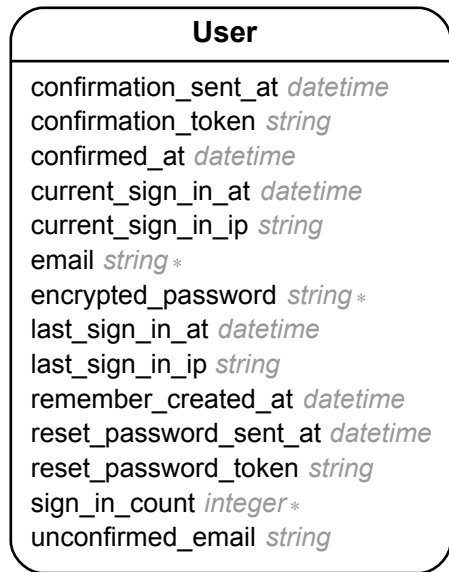 User
confirmation_sent_at datetime
confirmation_token string
confirmed_at datetime
current_sign_in_at datetime
current_sign_in_ip string
email string *
encrypted_password string *
last_sign_in_at datetime
last_sign_in_ip string
remember_created_at datetime
reset_password_sent_at datetime
reset_password_token string
sign_in_count integer *
unconfirmed_email string